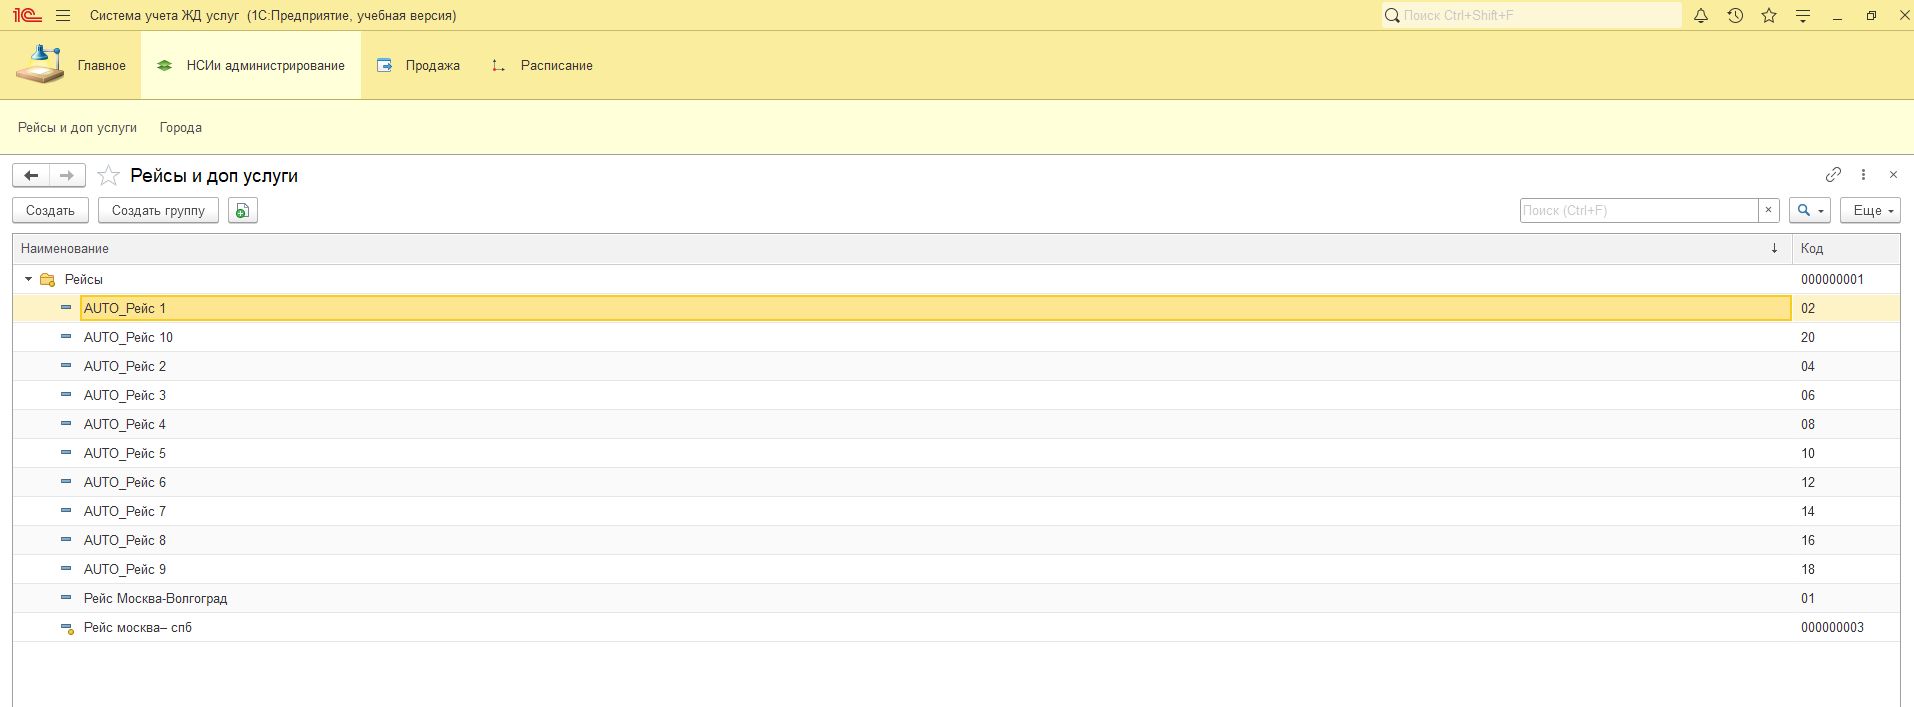 1С Система учета ЖД услуг (1С:Предприятие, учебная версия) Поиск Ctrl+Shift+F
Главное НСИи администрирование Продажа Расписание
Рейсы и доп услуги Города
Рейсы и доп услуги
Создать Создать группу Поиск (Ctrl+F) × Еще
Наименование ↓ Код
Рейсы 000000001
AUTO_Рейс 1 02
AUTO_Рейс 10 20
AUTO_Рейс 2 04
AUTO_Рейс 3 06
AUTO_Рейс 4 08
AUTO_Рейс 5 10
AUTO_Рейс 6 12
AUTO_Рейс 7 14
AUTO_Рейс 8 16
AUTO_Рейс 9 18
Рейс Москва-Волгоград 01
Рейс москва– спб 000000003